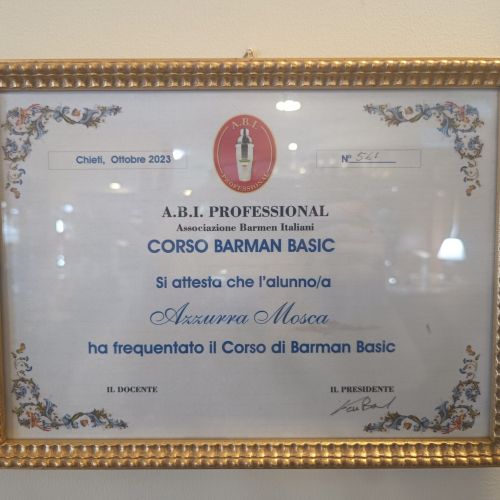 A.B.I.
PROFESSIONAL
Chieti, Ottobre 2023
N° 541
A.B.I. PROFESSIONAL
Associazione Barmen Italiani
CORSO BARMAN BASIC
Si attesta che l'alunno/a
Azzurra Mosca
ha frequentato il Corso di Barman Basic
IL DOCENTE
IL PRESIDENTE